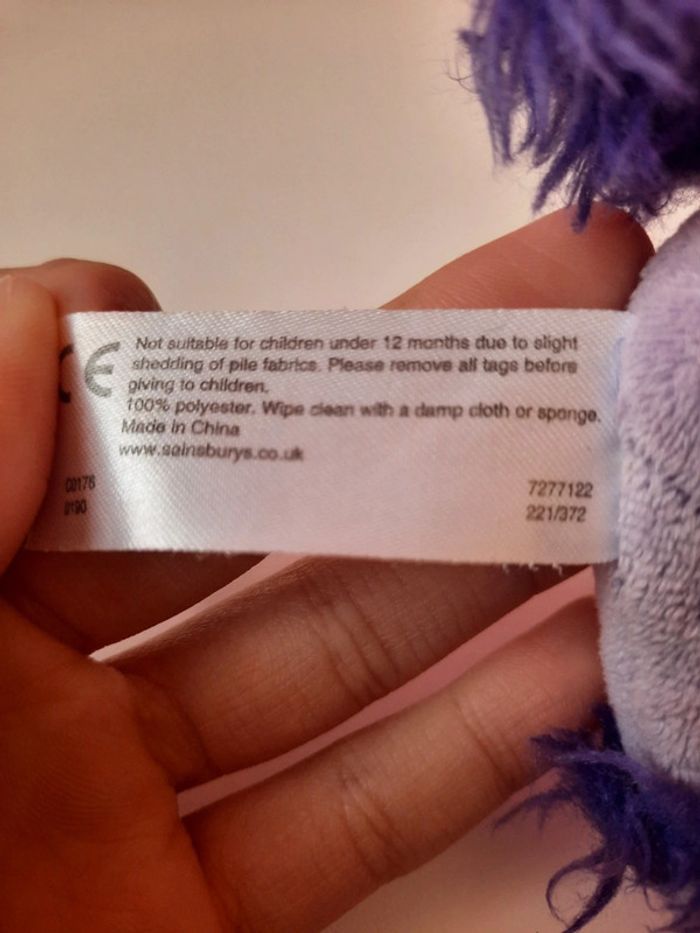 CE Not suitable for children under 12 months due to slight
shedding of pile fabrics. Please remove all tags before
giving to children.
100% polyester. Wipe clean with a damp cloth or sponge.
Made in China
www.sainsburys.co.uk
7277122
221/372